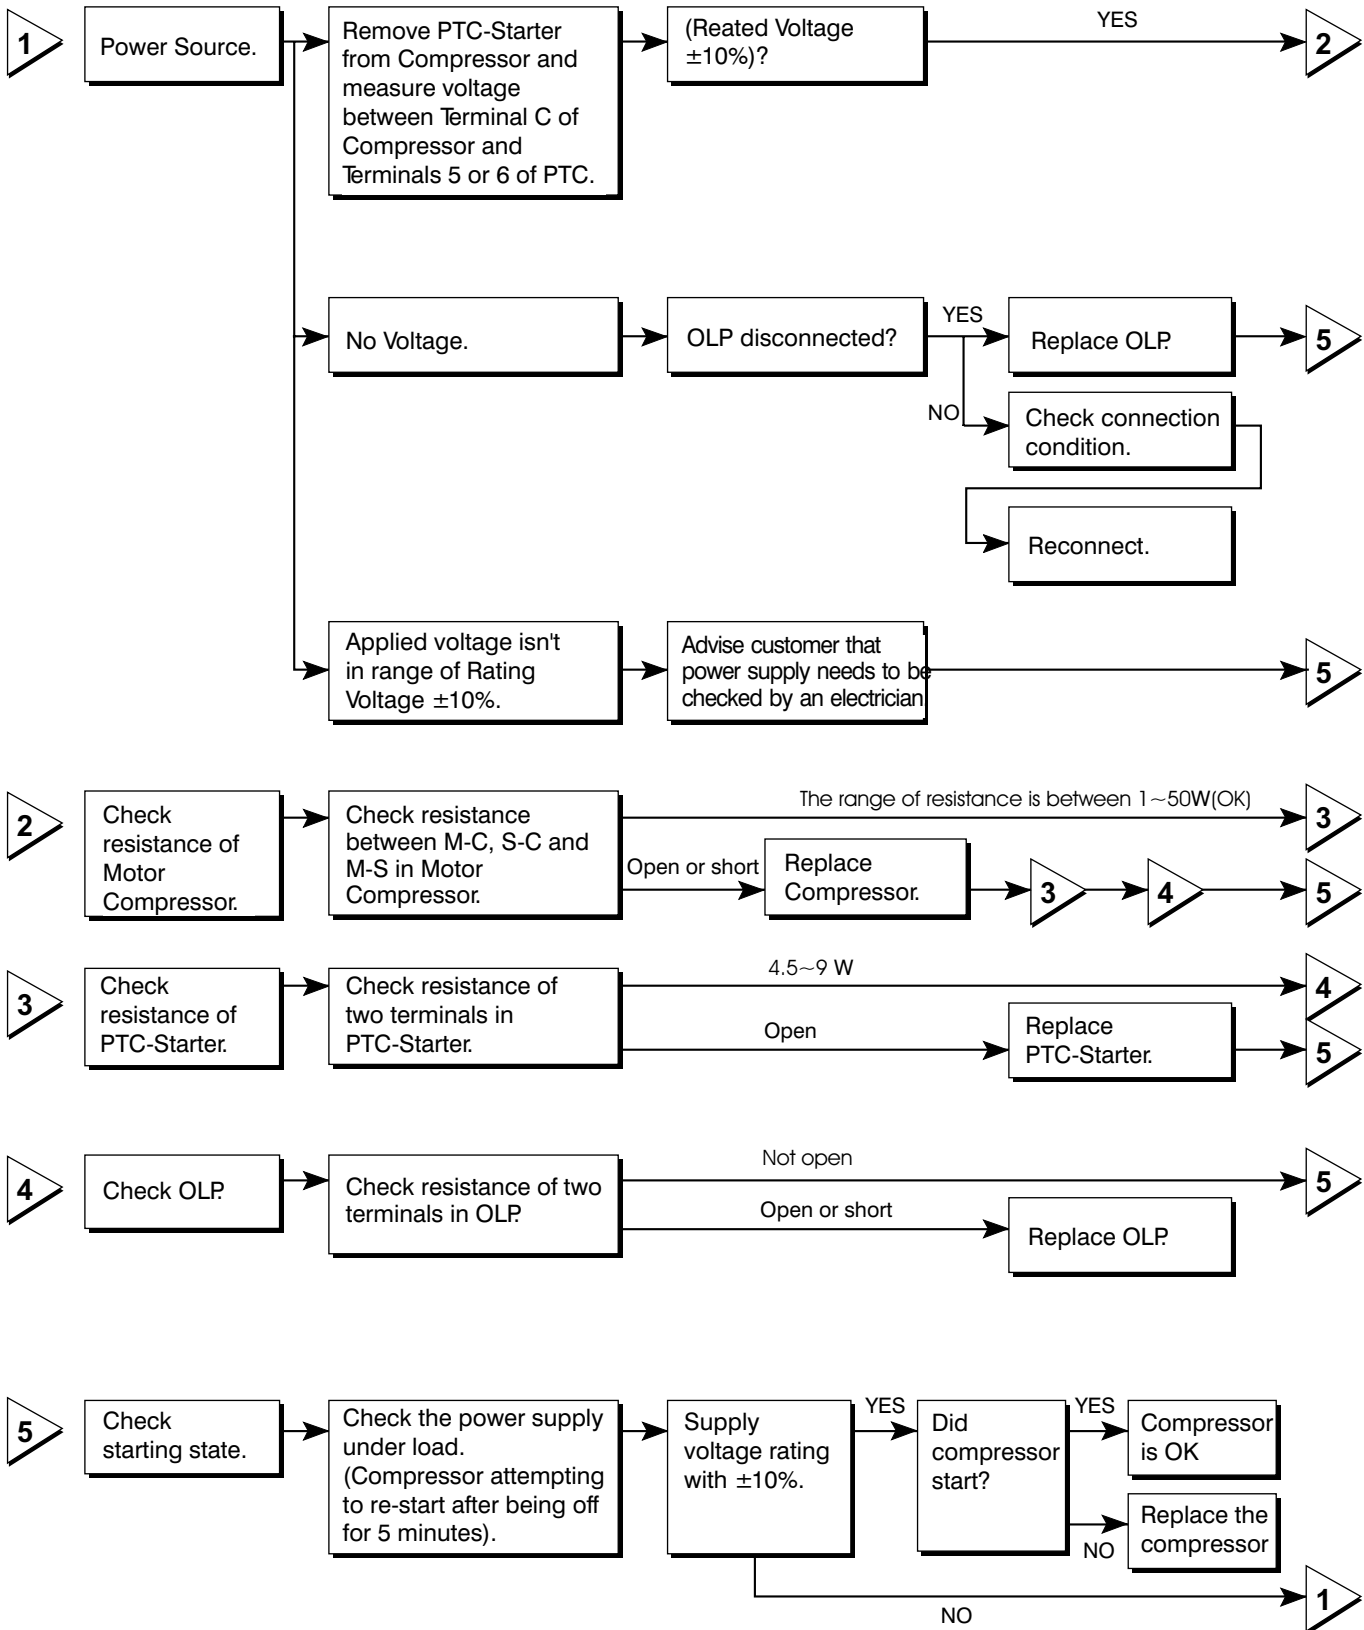 1
Power Source.
Remove PTC-Starter
from Compressor and
measure voltage
between Terminal C of
Compressor and
Terminals 5 or 6 of PTC.
(Reated Voltage
±10%)?
YES
2
No Voltage.
OLP disconnected?
YES
Replace OLP.
5
NO
Check connection
condition.
Reconnect.
Applied voltage isn't
in range of Rating
Voltage ±10%.
Advise customer that
power supply needs to be
checked by an electrician.
5
2
Check
resistance of
Motor
Compressor.
Check resistance
between M-C, S-C and
M-S in Motor
Compressor.
The range of resistance is between 1~50W(OK)
3
Open or short
Replace
Compressor.
3
4
5
3
Check
resistance of
PTC-Starter.
Check resistance of
two terminals in
PTC-Starter.
4.5~9 W
4
Open
Replace
PTC-Starter.
5
4
Check OLP.
Check resistance of two
terminals in OLP.
Not open
5
Open or short
Replace OLP.
5
Check
starting state.
Check the power supply
under load.
(Compressor attempting
to re-start after being off
for 5 minutes).
Supply
voltage rating
with ±10%.
YES
Did
compressor
start?
YES
Compressor
is OK
NO
Replace the
compressor
NO
1